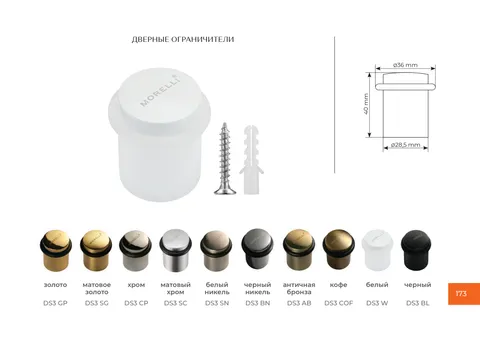 ДВЕРНЫЕ ОГРАНИЧИТЕЛИ
MORELLI
ø36 mm
40 mm
ø28,5 mm
золото
DS3 GP
матовое
золото
DS3 SG
хром
DS3 CP
матовый
хром
DS3 SC
белый
никель
DS3 SN
черный
никель
DS3 BN
античная
бронза
DS3 AB
кофе
DS3 COF
белый
DS3 W
черный
DS3 BL
173